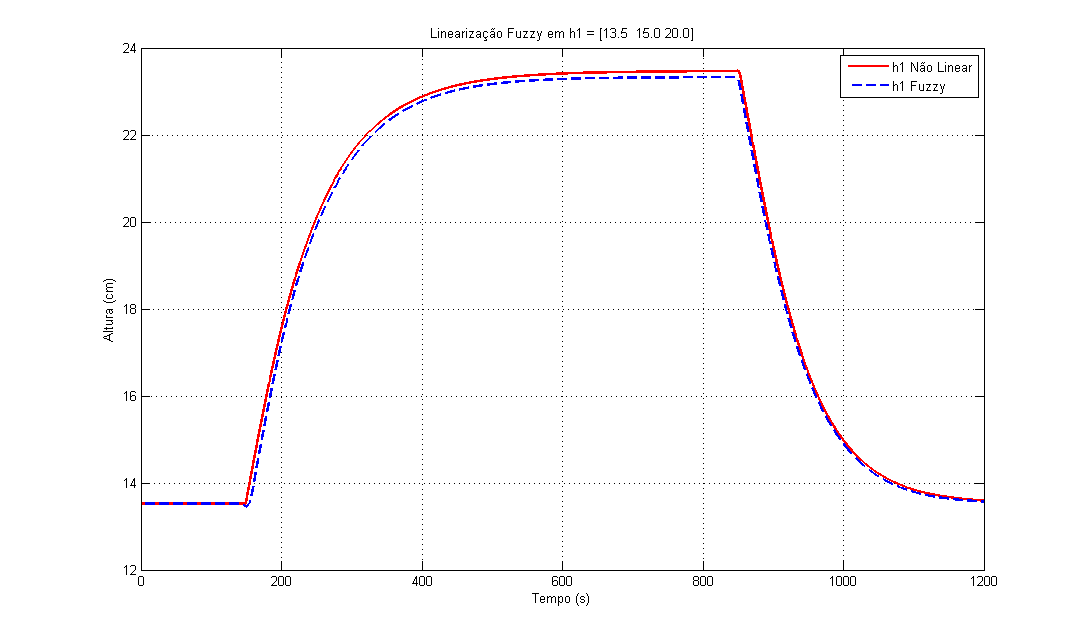 Linearização Fuzzy em h1 = [13.5  15.0 20.0]
h1 Não Linear
h1 Fuzzy
Altura (cm)
24
22
20
18
16
14
12
0
200
400
600
800
1000
1200
Tempo (s)